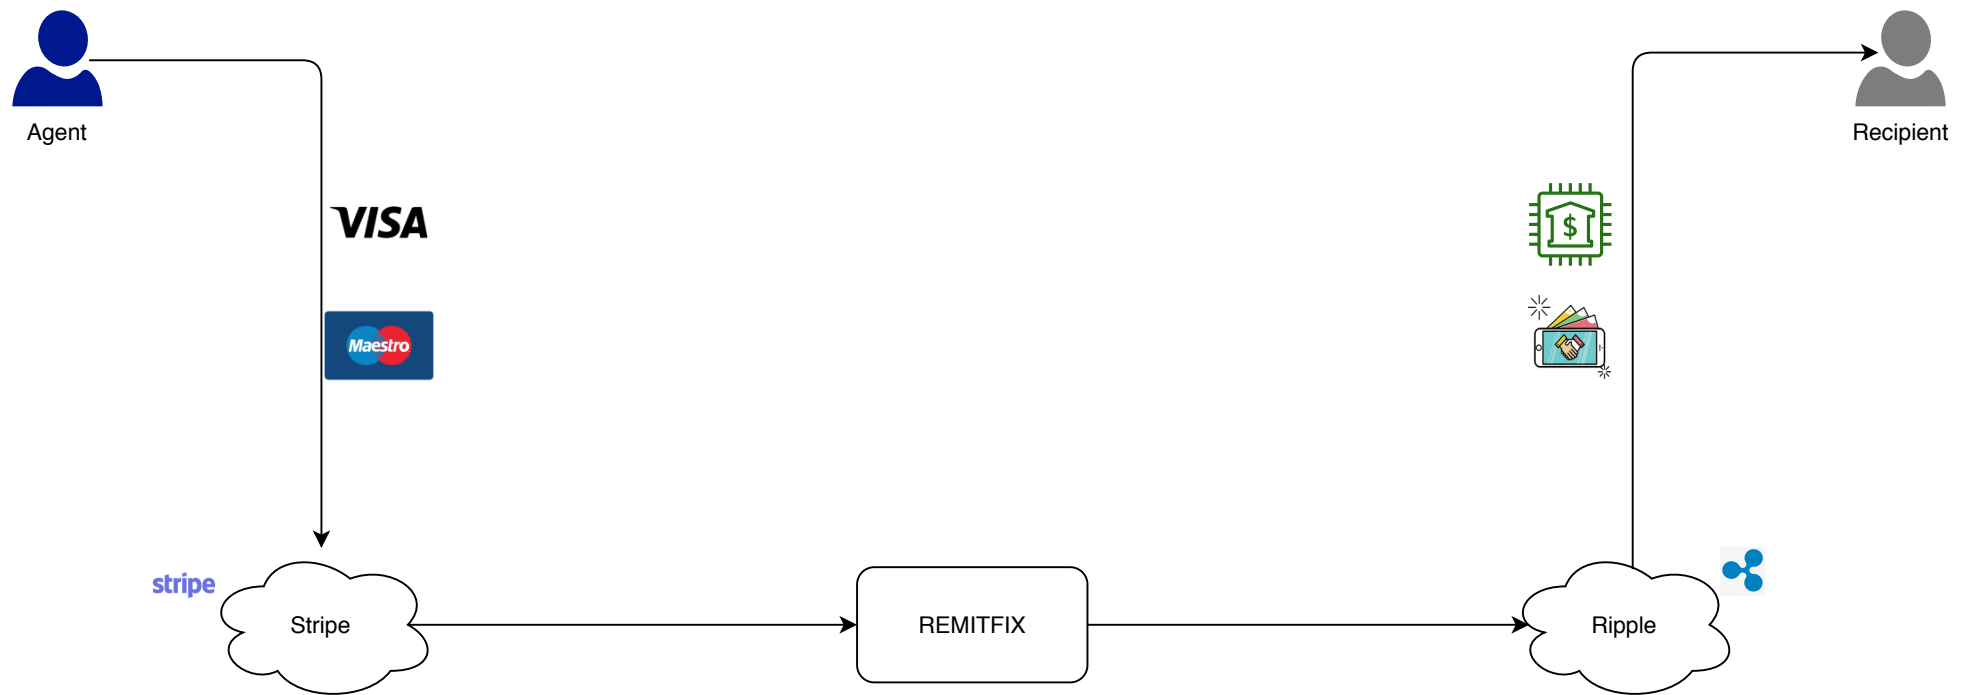 Agent
Recipient
VISA
$
Maestro
stripe
Stripe
REMITFIX
Ripple